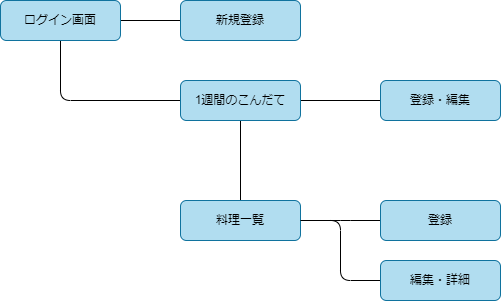 ログイン画面
新規登録
1週間のこんだて
登録・編集
料理一覧
登録
編集・詳細